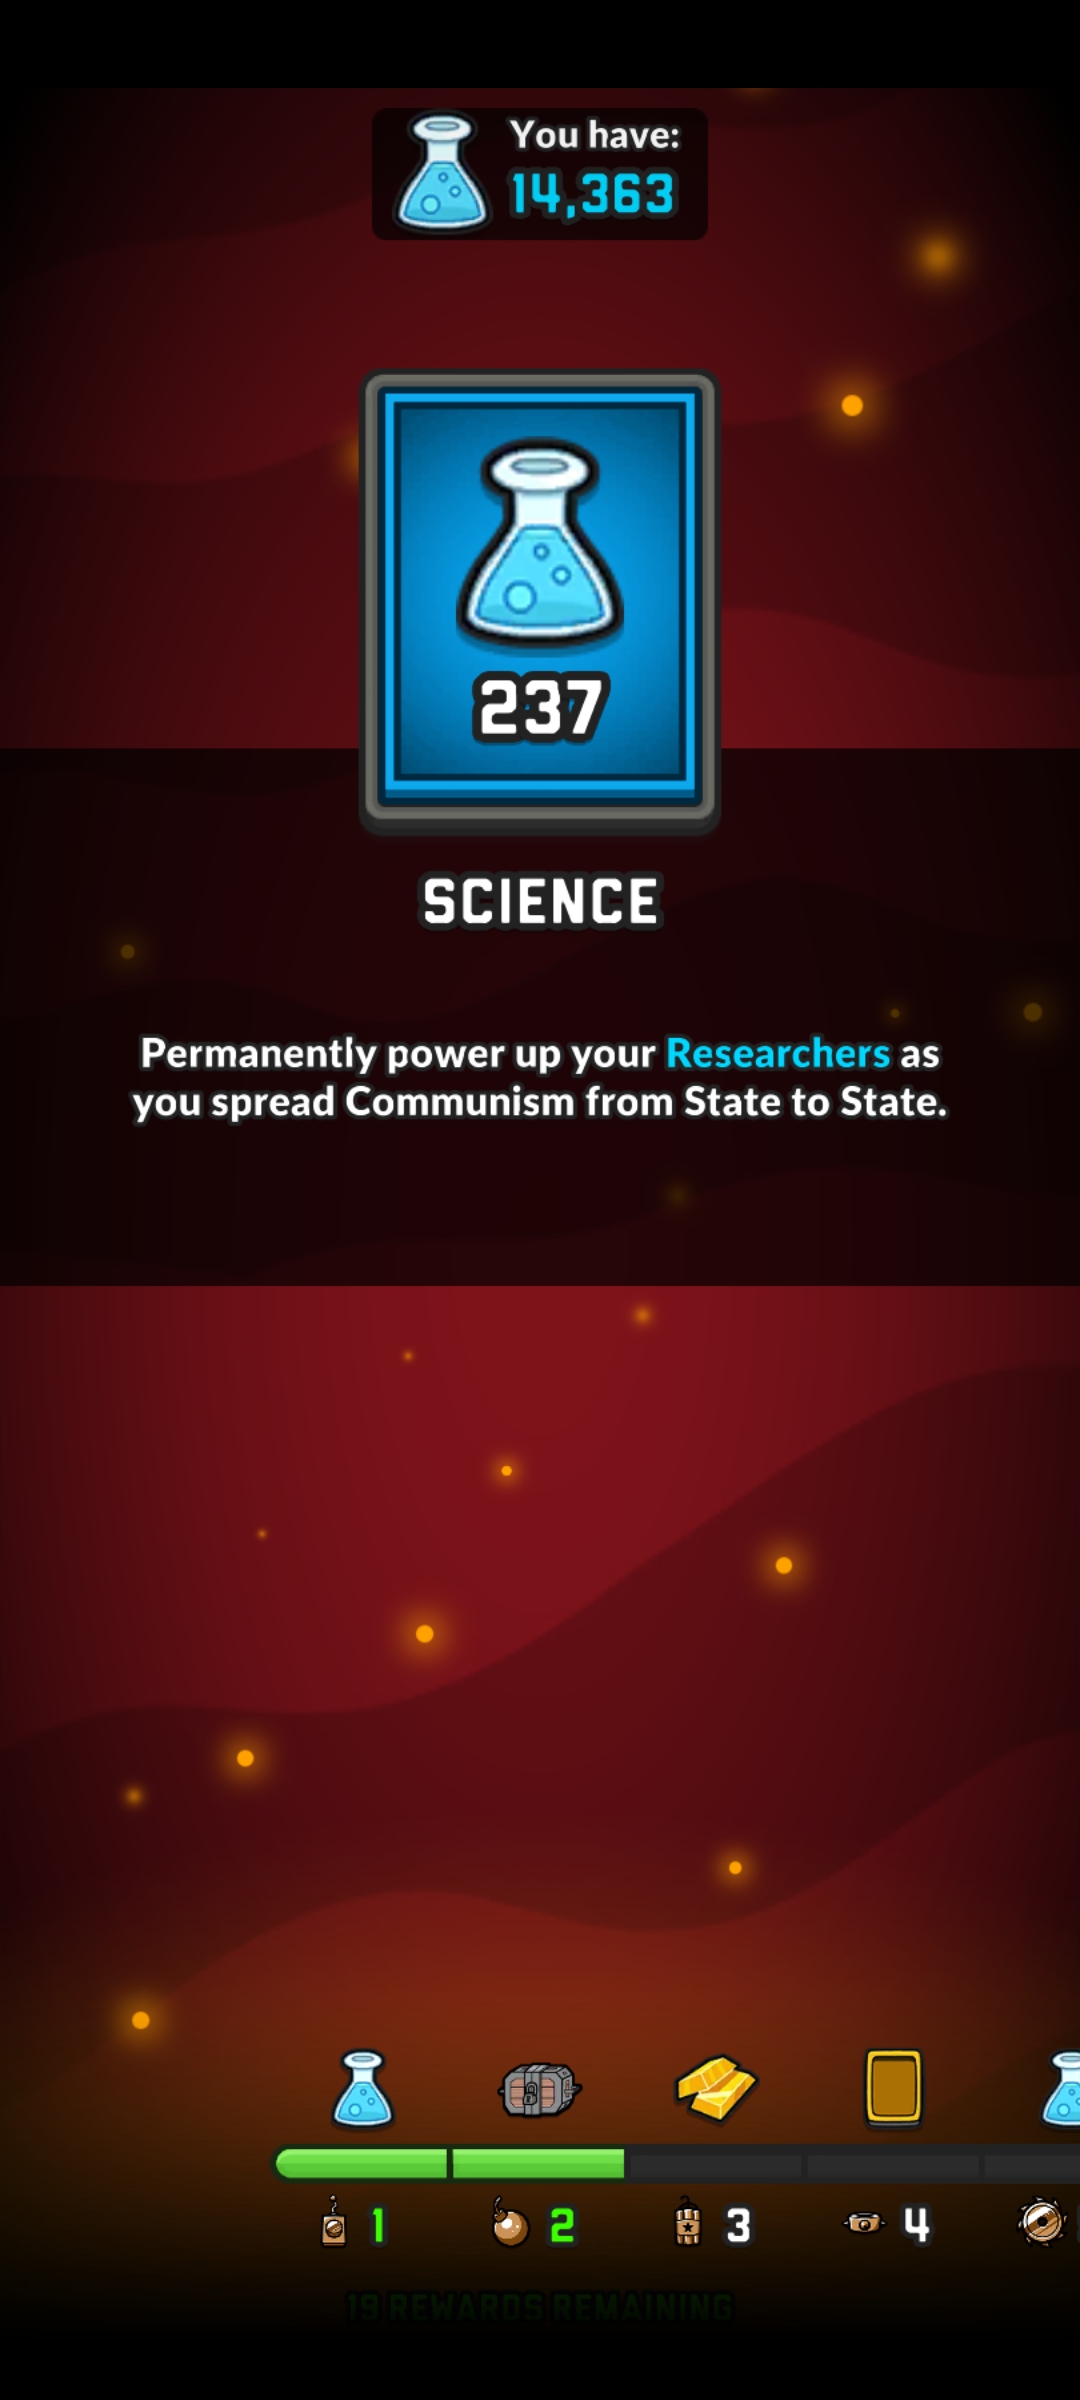 You have:
14,363
237
SCIENCE
Permanently power up your Researchers as
you spread Communism from State to State.
1 2 3 4
19 REWARDS REMAINING